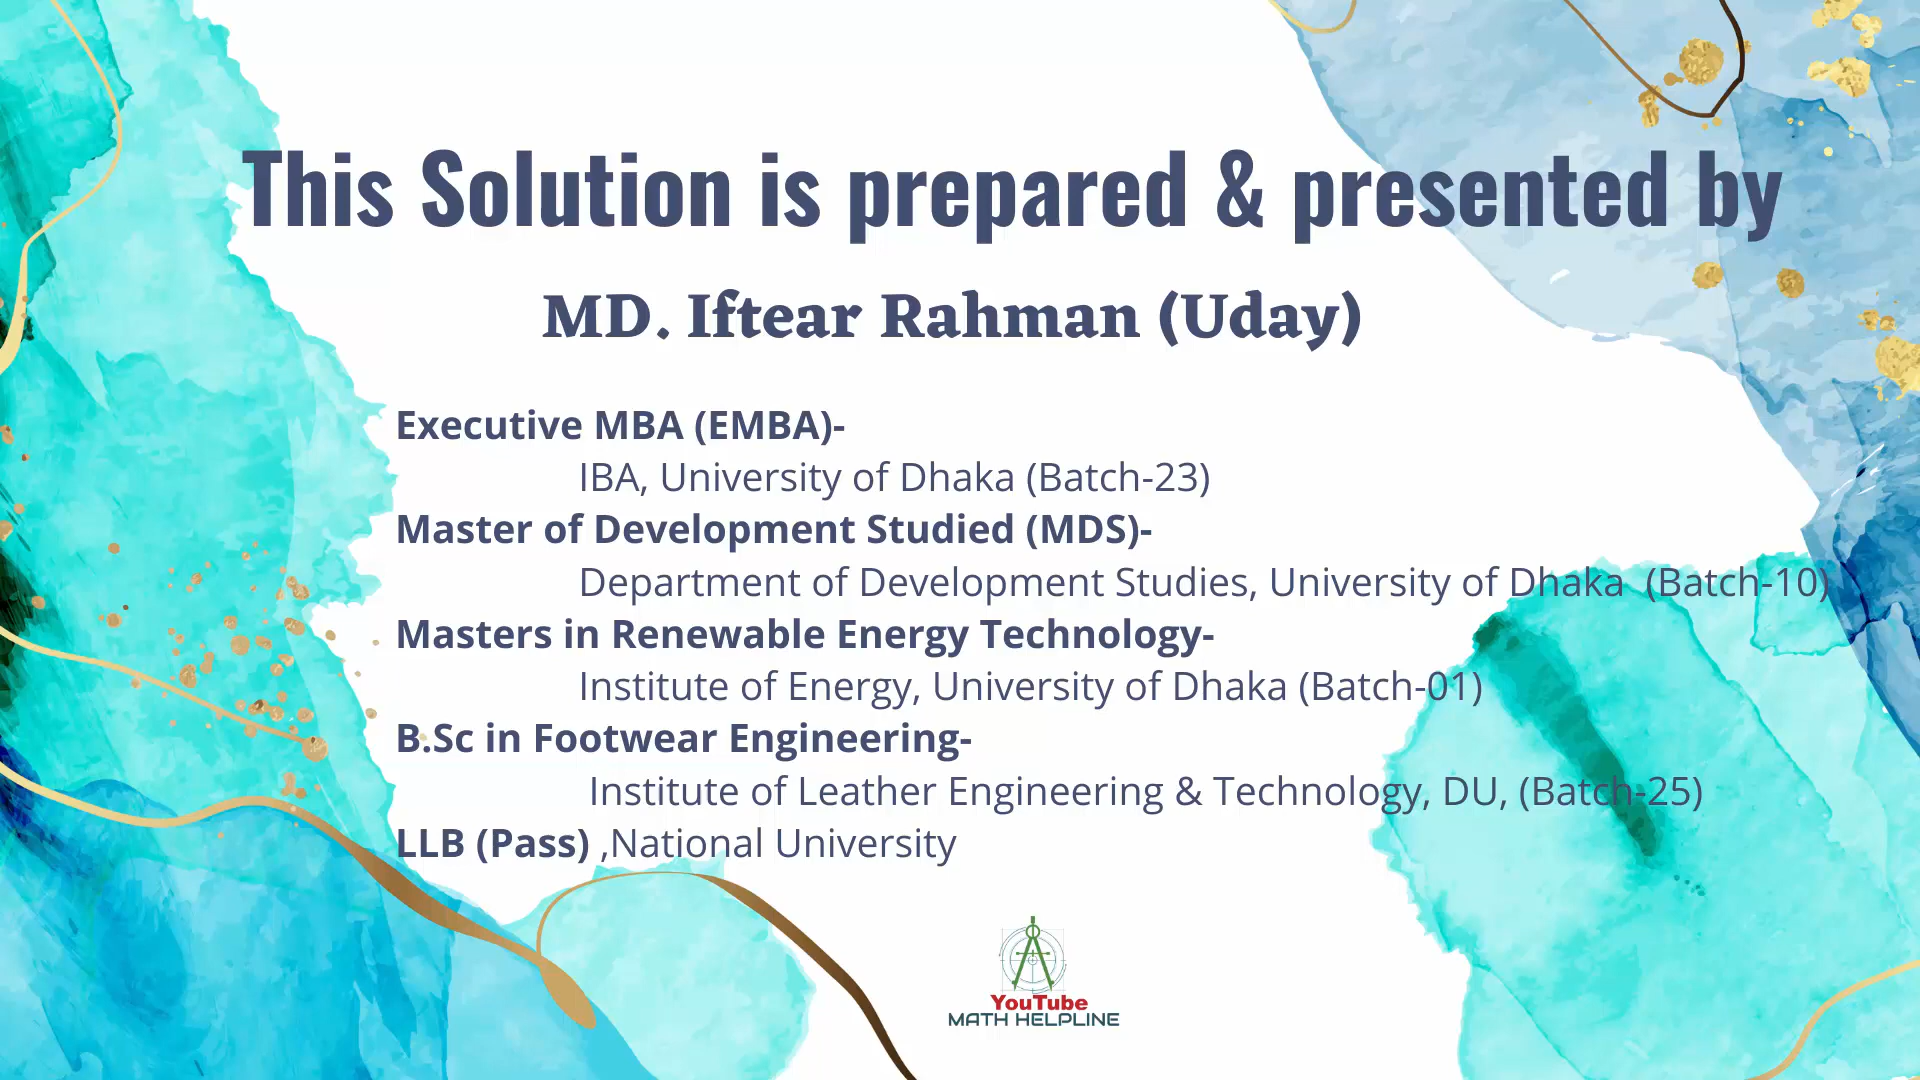 This Solution is prepared & presented by
MD. Iftear Rahman (Uday)
Executive MBA (EMBA)-
IBA, University of Dhaka (Batch-23)
Master of Development Studied (MDS)-
Department of Development Studies, University of Dhaka (Batch-10)
Masters in Renewable Energy Technology-
Institute of Energy, University of Dhaka (Batch-01)
B.Sc in Footwear Engineering-
Institute of Leather Engineering & Technology, DU, (Batch-25)
LLB (Pass) ,National University
YouTube
MATH HELPLINE